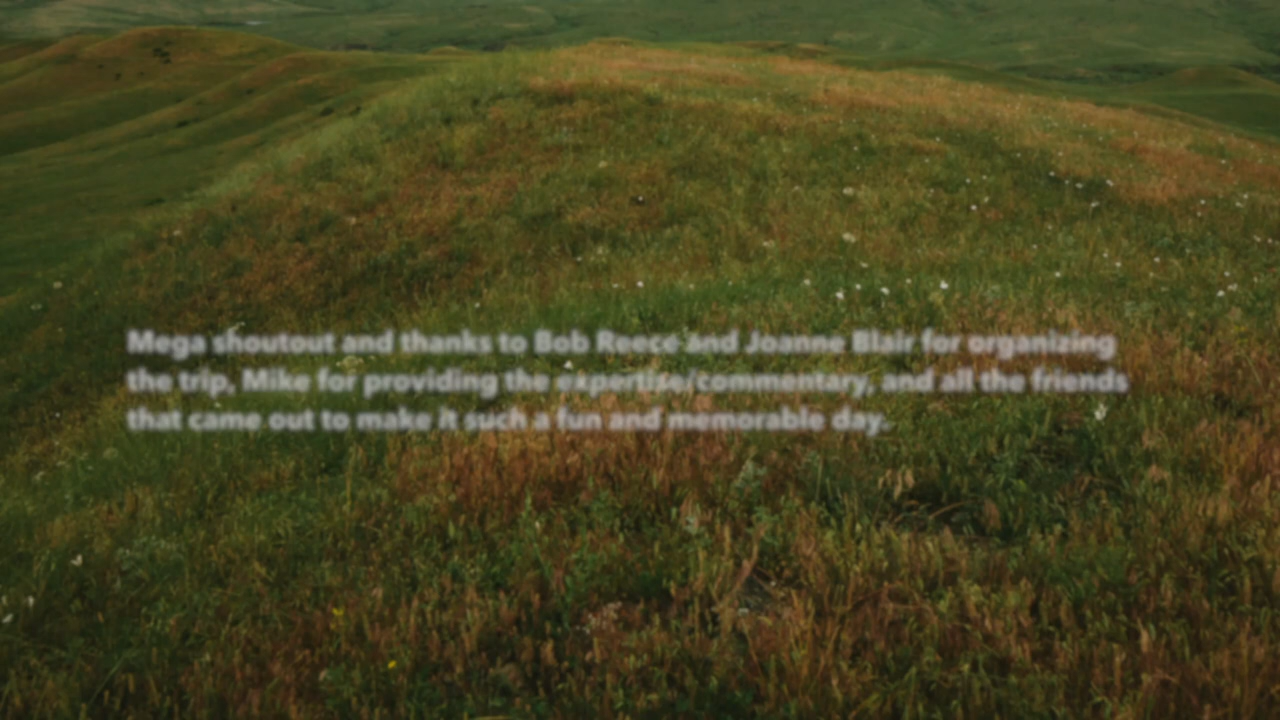 Mega shoutout and thanks to Bob Reece and Joanne Blair for organizing
the trip, Mike for providing the expertise/commentary, and all the friends
that came out to make it such a fun and memorable day.